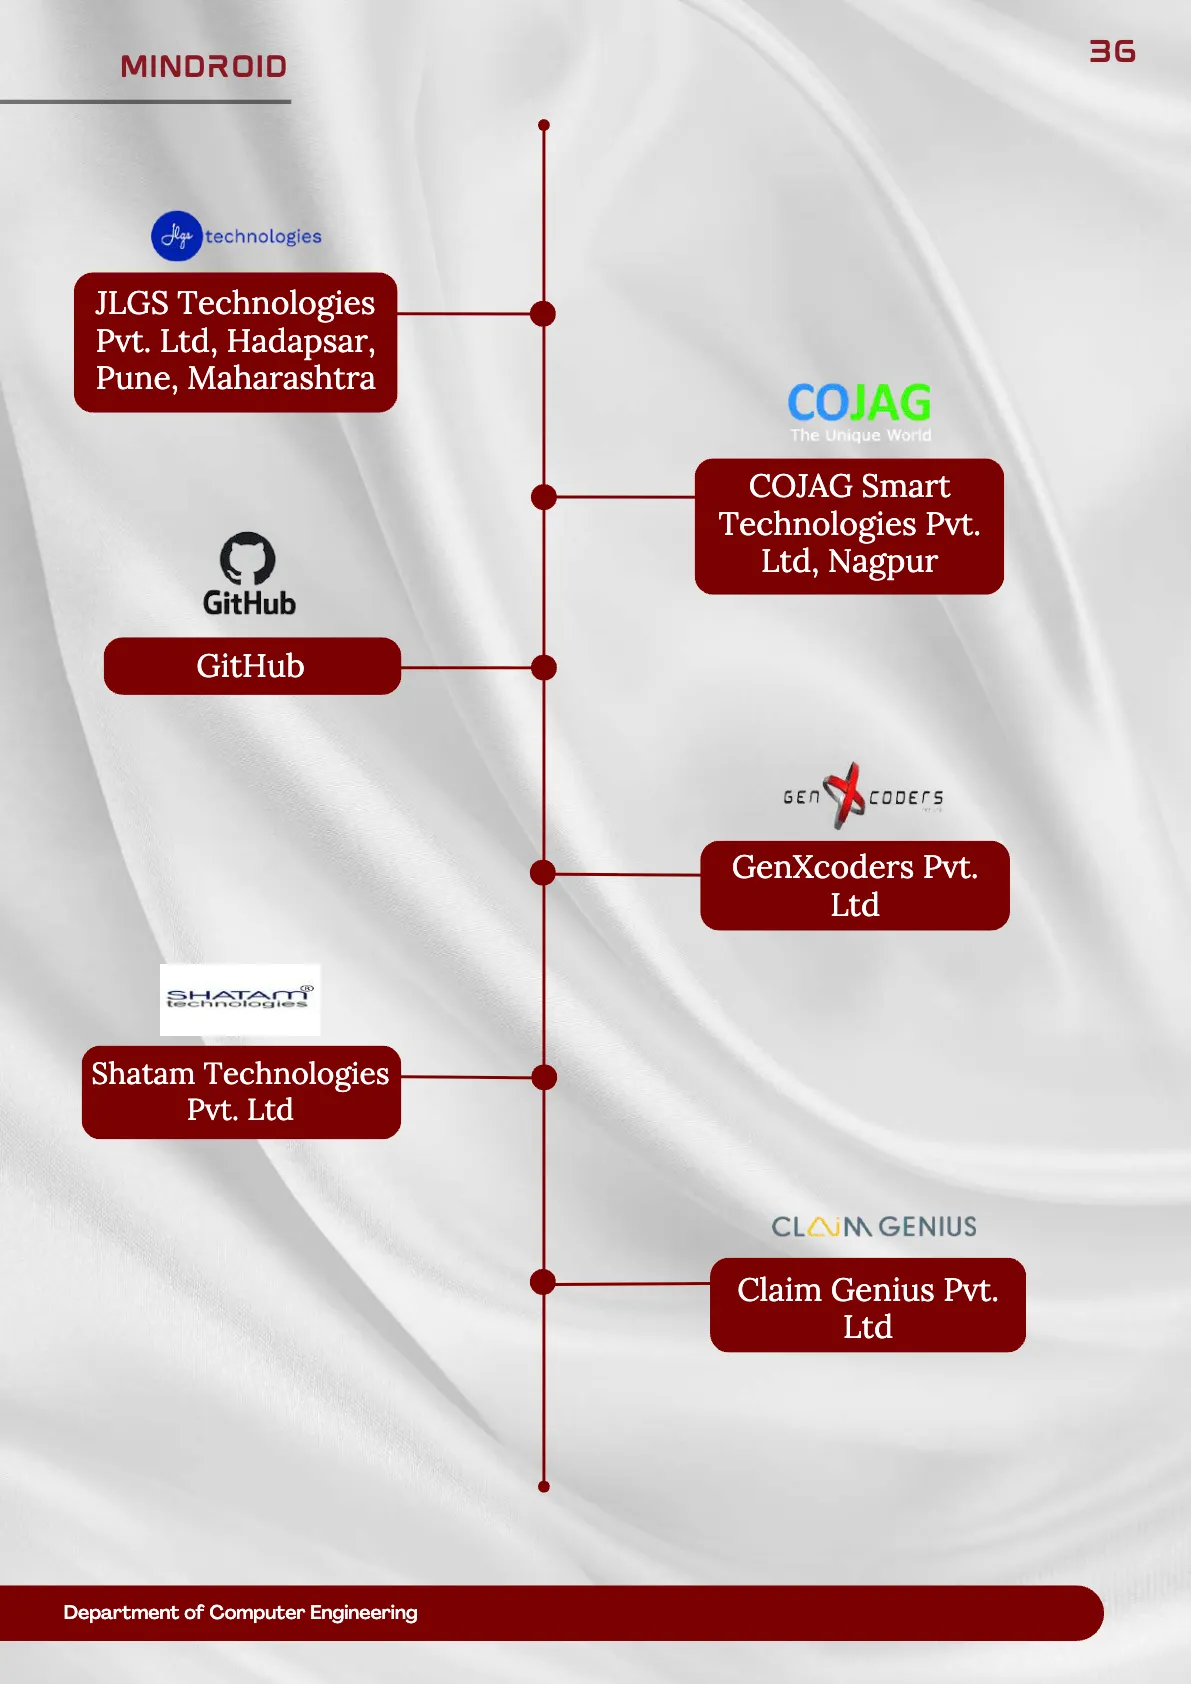 MINDROID
36
Jlgs technologies
JLGS Technologies
Pvt. Ltd, Hadapsar,
Pune, Maharashtra
COJAG
The Unique World
COJAG Smart
Technologies Pvt.
Ltd, Nagpur
GitHub
GitHub
GEN X CODERS
GenXcoders Pvt.
Ltd
SHATAM®
technologies
Shatam Technologies
Pvt. Ltd
CLAIM GENIUS
Claim Genius Pvt.
Ltd
Department of Computer Engineering